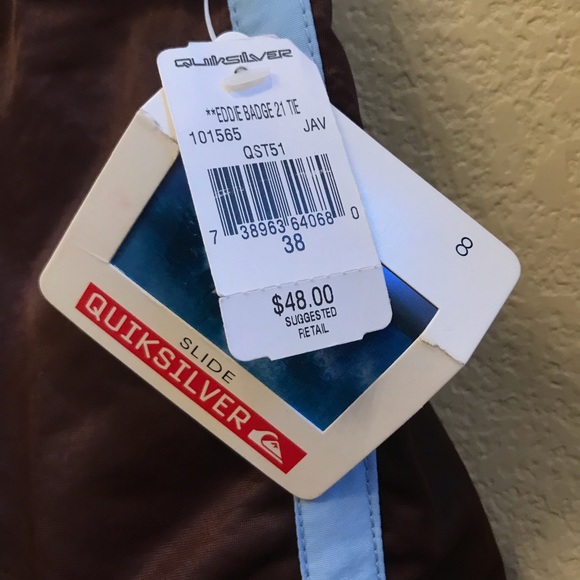 QUIKSILVER
**EDDIE BADGE 21 TIE
101565 JAV
QST51
7 38963 64068 0
38
$48.00
SUGGESTED
RETAIL
8
SLIDE
QUIKSILVER